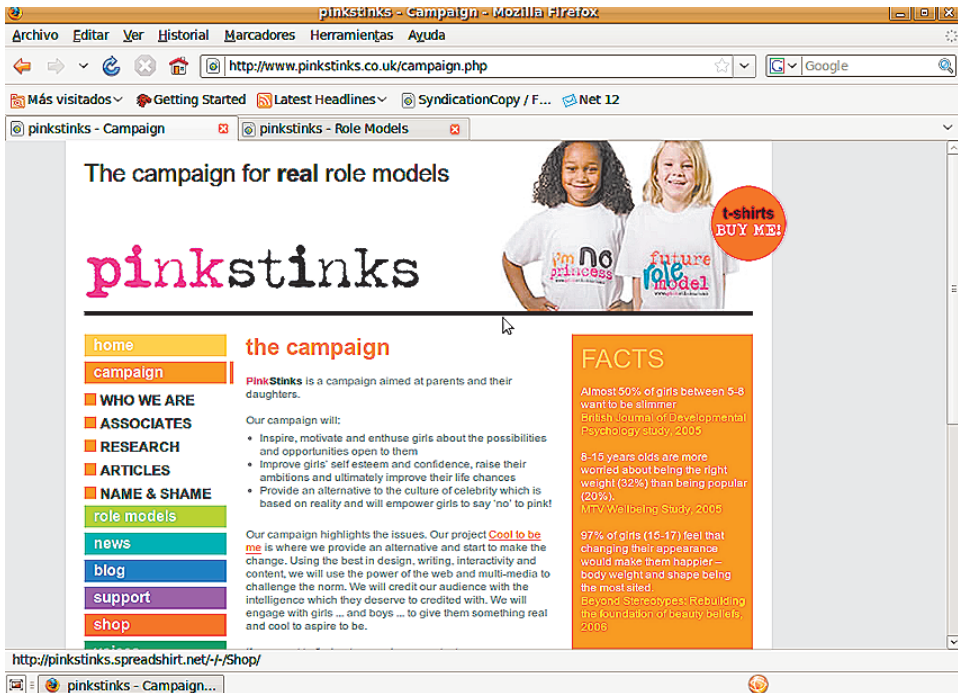 pinkstinks - Campaign - Mozilla Firefox
Archivo Editar Ver Historial Marcadores Herramientas Ayuda
http://www.pinkstinks.co.uk/campaign.php
Google
Más visitados Getting Started Latest Headlines SyndicationCopy / F... Net 12
pinkstinks - Campaign pinkstinks - Role Models
The campaign for real role models
t-shirts
BUY ME!
pinkstinks
i'm no
princess
future
role
model
home
campaign
WHO WE ARE
ASSOCIATES
RESEARCH
ARTICLES
NAME & SHAME
role models
news
blog
support
shop
the campaign
PinkStinks is a campaign aimed at parents and their
daughters.
Our campaign will;
• Inspire, motivate and enthuse girls about the possibilities
and opportunities open to them
• Improve girls' self esteem and confidence, raise their
ambitions and ultimately improve their life chances
• Provide an alternative to the culture of celebrity which is
based on reality and will empower girls to say 'no' to pink!
Our campaign highlights the issues. Our project Cool to be
me is where we provide an alternative and start to make the
change. Using the best in design, writing, interactivity and
content, we will use the power of the web and multi-media to
challenge the norm. We will credit our audience with the
intelligence which they deserve to credited with. We will
engage with girls ... and boys ... to give them something real
and cool to aspire to be.
FACTS
Almost 50% of girls between 5-8
want to be slimmer
British Journal of Developmental
Psychology study, 2005
8-15 years olds are more
worried about being the right
weight (32%) than being popular
(20%).
MTV Wellbeing Study, 2005
97% of girls (15-17) feel that
changing their appearance
would make them happier –
body weight and shape being
the most sited.
Beyond Stereotypes: Rebuilding
the foundation of beauty beliefs,
2006
http://pinkstinks.spreadshirt.net/-/-/Shop/
pinkstinks - Campaign...